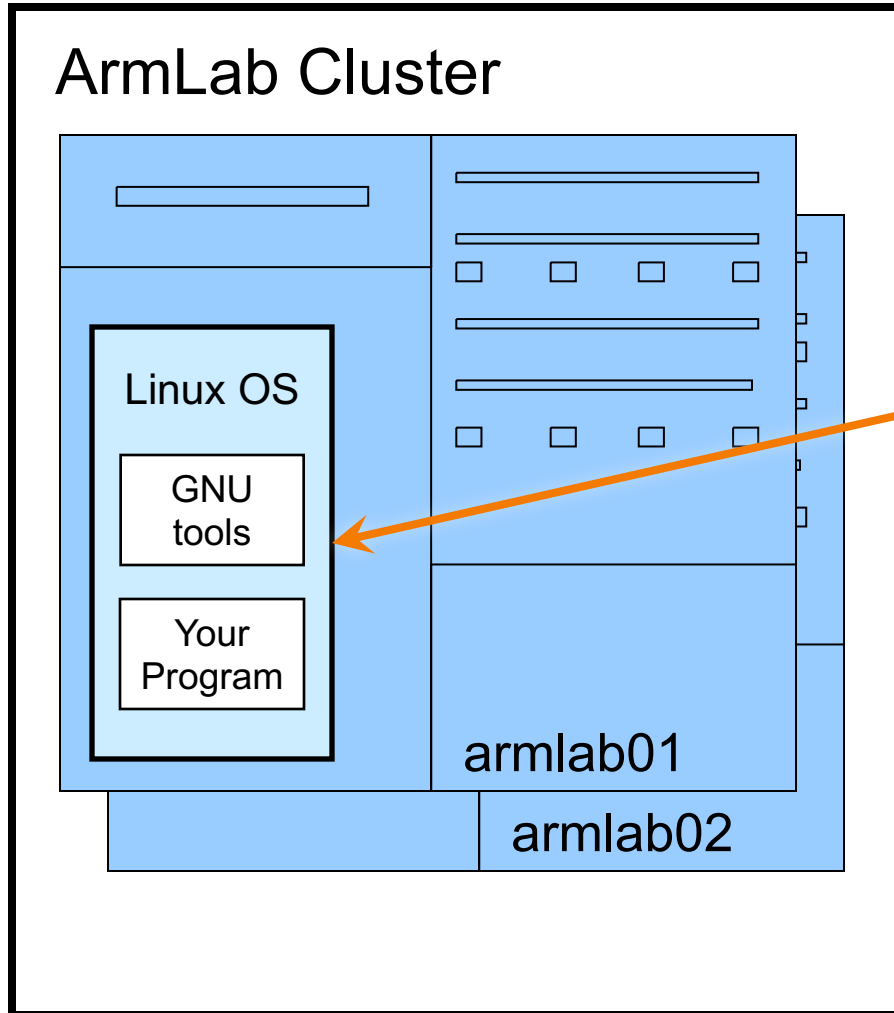 ArmLab Cluster
Linux OS
GNU
tools
Your
Program
armlab01
armlab02